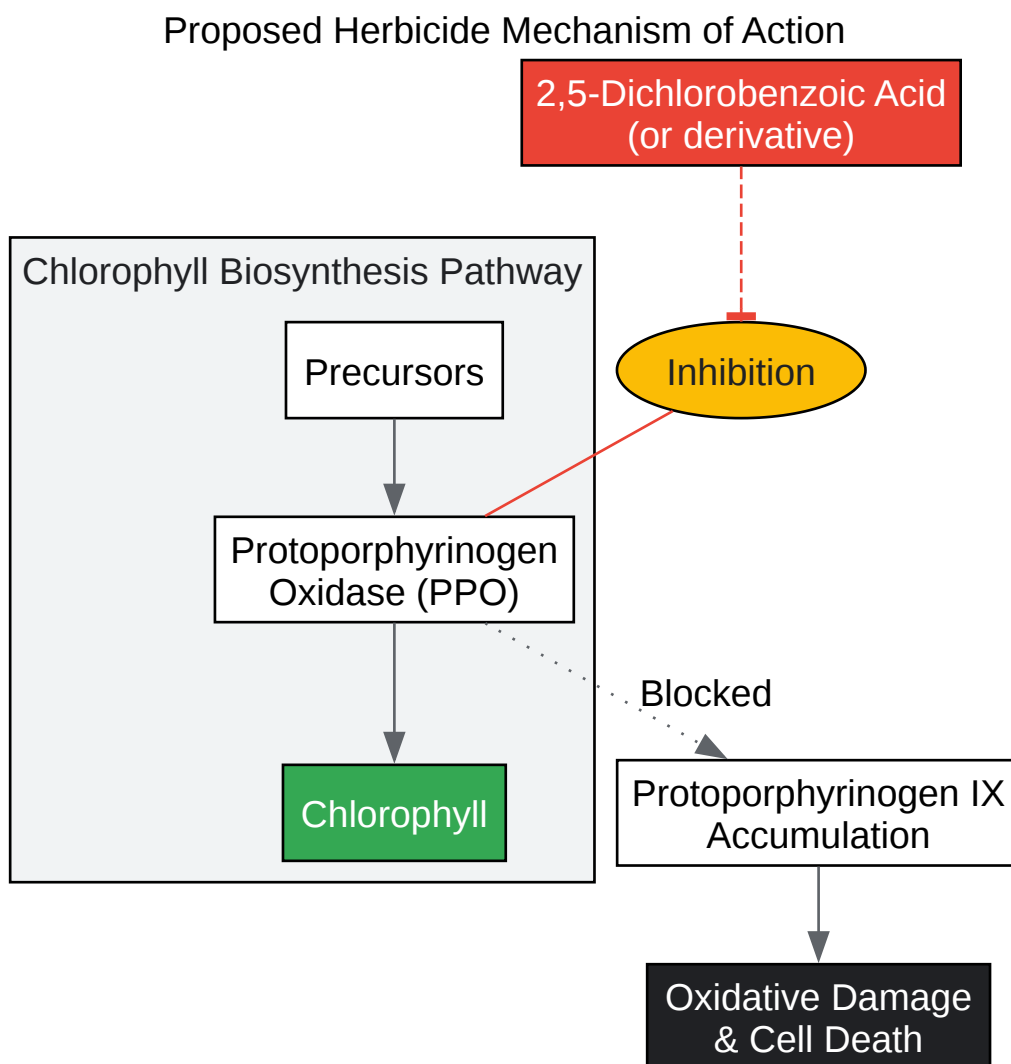 Proposed Herbicide Mechanism of Action
2,5-Dichlorobenzoic Acid
(or derivative)
Chlorophyll Biosynthesis Pathway
Precursors
Inhibition
Protoporphyrinogen
Oxidase (PPO)
Blocked
Chlorophyll
Protoporphyrinogen IX
Accumulation
Oxidative Damage
& Cell Death